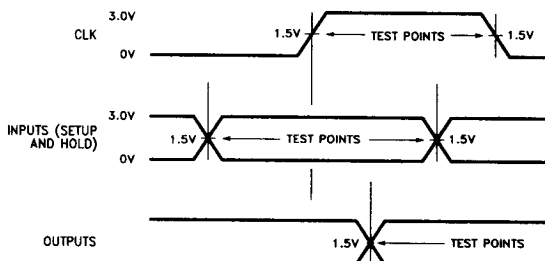 3.0V
CLK 1.5V TEST POINTS 1.5V
0V
3.0V
INPUTS (SETUP
AND HOLD) 1.5V TEST POINTS 1.5V
0V
OUTPUTS 1.5V TEST POINTS